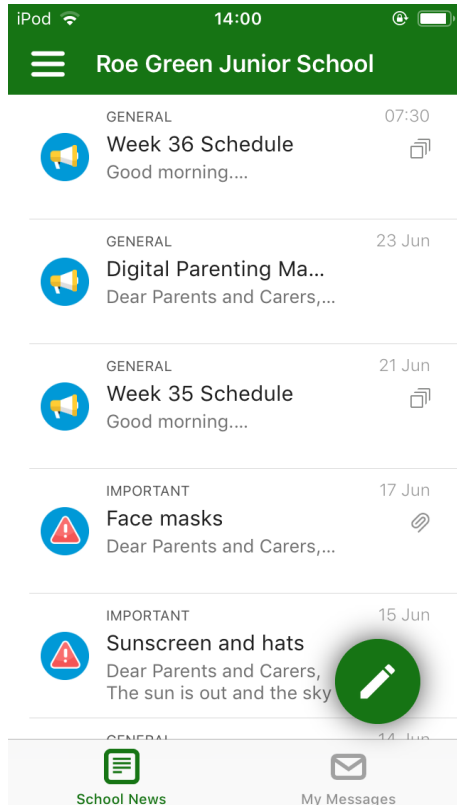 iPod 14:00
Roe Green Junior School
GENERAL 07:30
Week 36 Schedule
Good morning....
GENERAL 23 Jun
Digital Parenting Ma...
Dear Parents and Carers,...
GENERAL 21 Jun
Week 35 Schedule
Good morning....
IMPORTANT 17 Jun
Face masks
Dear Parents and Carers,...
IMPORTANT 15 Jun
Sunscreen and hats
Dear Parents and Carers,
The sun is out and the sky
GENERAL 14 Jun
School News My Messages